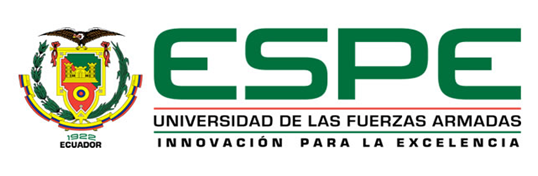 1922
ECUADOR
ESPE
UNIVERSIDAD DE LAS FUERZAS ARMADAS
INNOVACIÓN PARA LA EXCELENCIA